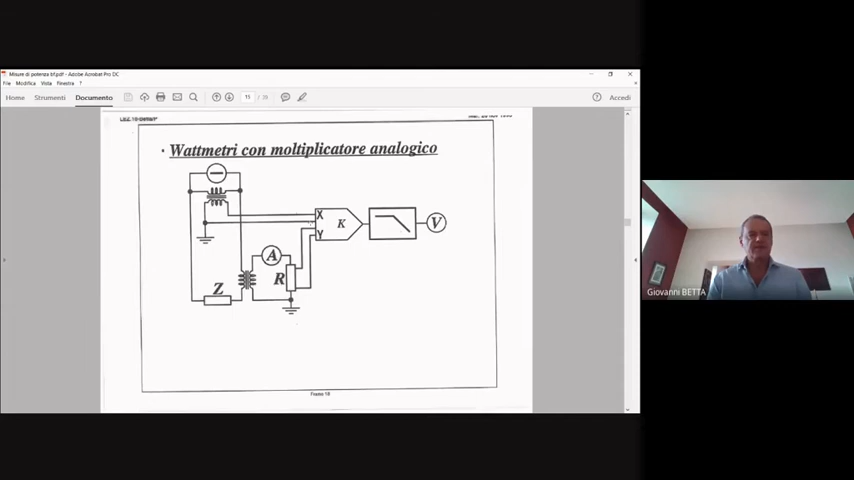 Misure di potenza bf.pdf - Adobe Acrobat Pro DC
File Modifica Vista Finestra ?
Home Strumenti Documento
11 / 35
Accedi
• Wattmetri con moltiplicatore analogico
X
K
Y
V
A
R
Z
Giovanni BETTA